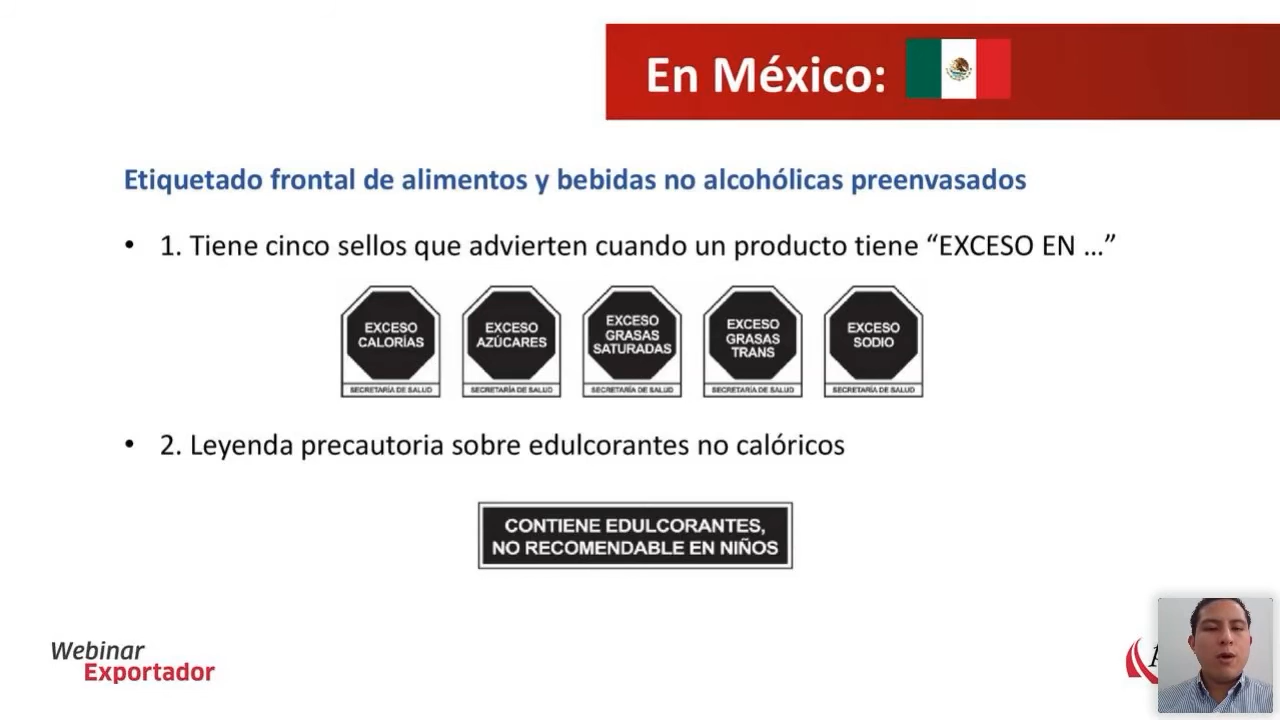 En México:
Etiquetado frontal de alimentos y bebidas no alcohólicas preenvasados
• 1. Tiene cinco sellos que advierten cuando un producto tiene “EXCESO EN ...”
EXCESO
CALORÍAS
SECRETARÍA DE SALUD
EXCESO
AZÚCARES
SECRETARÍA DE SALUD
EXCESO
GRASAS
SATURADAS
SECRETARÍA DE SALUD
EXCESO
GRASAS
TRANS
SECRETARÍA DE SALUD
EXCESO
SODIO
SECRETARÍA DE SALUD
• 2. Leyenda precautoria sobre edulcorantes no calóricos
CONTIENE EDULCORANTES,
NO RECOMENDABLE EN NIÑOS
Webinar
Exportador